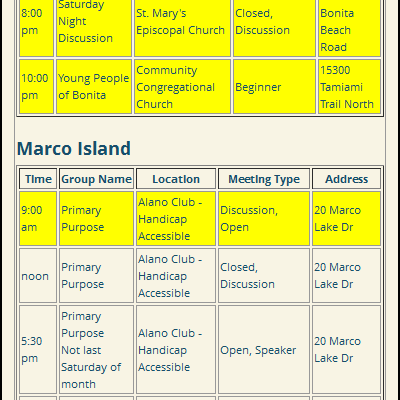 8:00 pm
Saturday Night Discussion
St. Mary's Episcopal Church
Closed, Discussion
Bonita Beach Road
10:00 pm
Young People of Bonita
Community Congregational Church
Beginner
15300 Tamiami Trail North
Marco Island
Time Group Name Location Meeting Type Address
9:00 am
Primary Purpose
Alano Club - Handicap Accessible
Discussion, Open
20 Marco Lake Dr
noon
Primary Purpose
Alano Club - Handicap Accessible
Closed, Discussion
20 Marco Lake Dr
5:30 pm
Primary Purpose Not last Saturday of month
Alano Club - Handicap Accessible
Open, Speaker
20 Marco Lake Dr